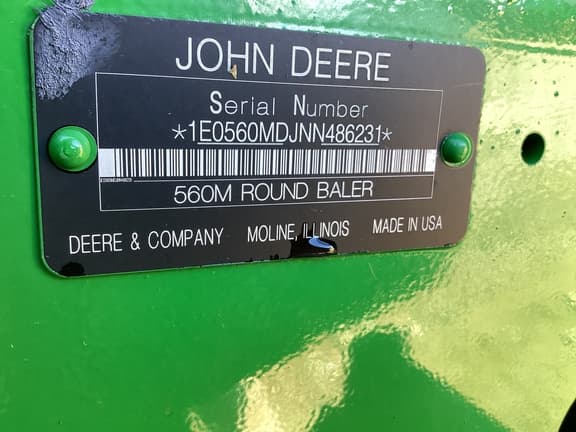 JOHN DEERE
Serial Number
*1E0560MDJNN486231*
560M ROUND BALER
DEERE & COMPANY MOLINE, ILLINOIS MADE IN USA